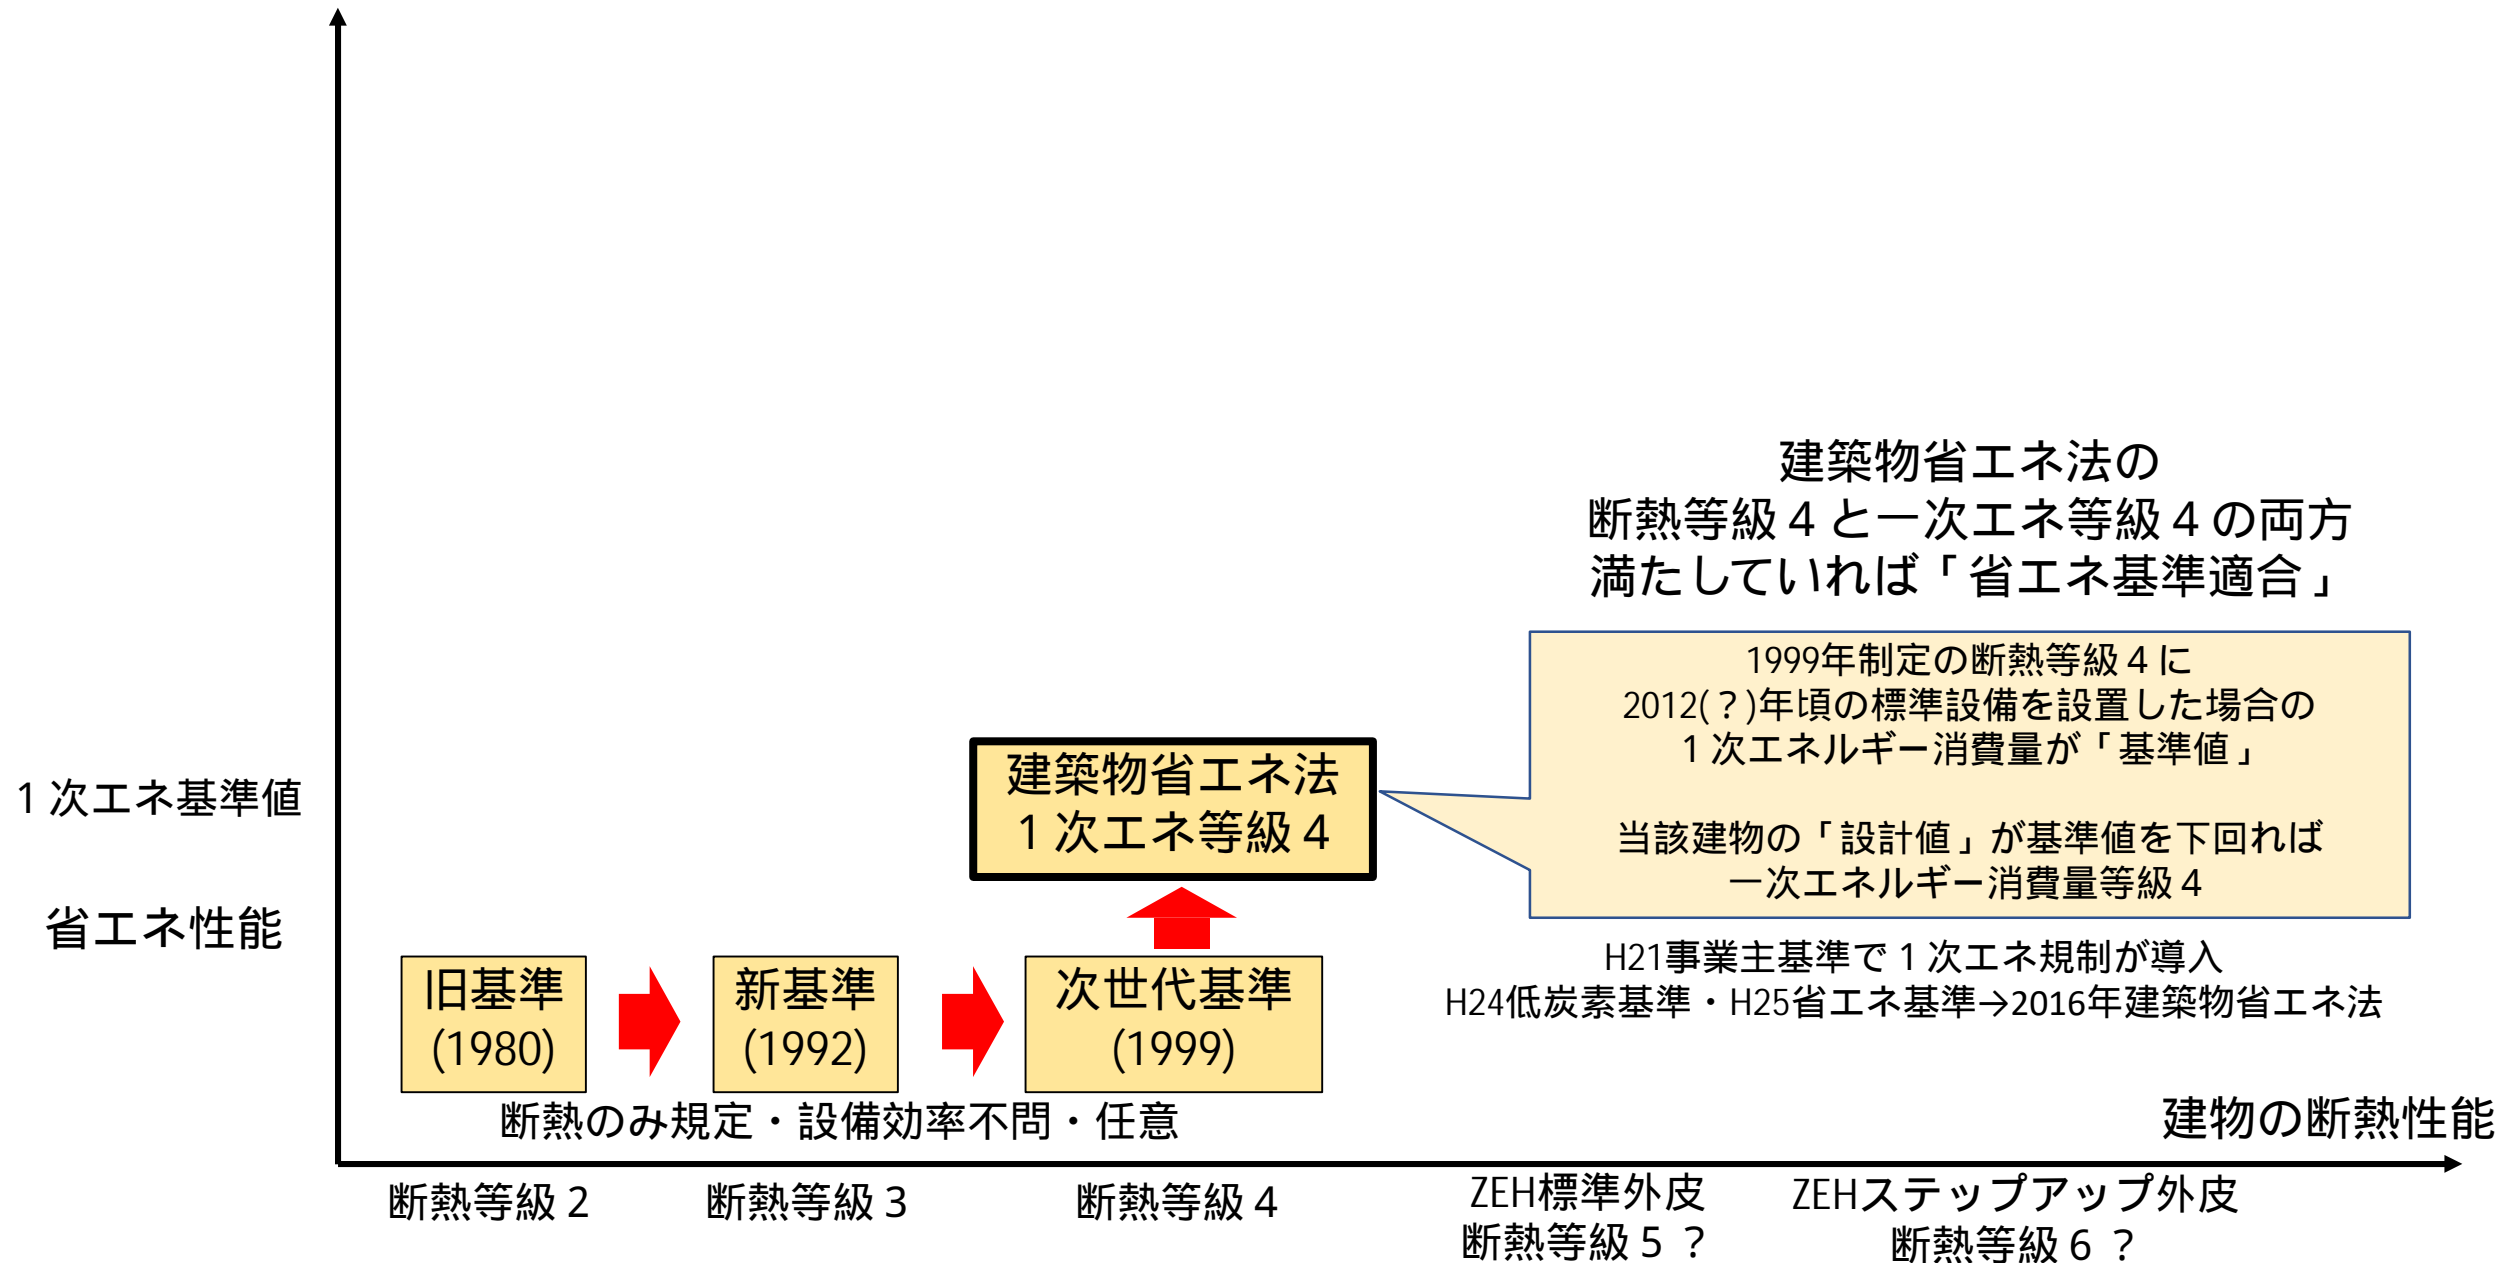 建築物省エネ法の
断熱等級4と一次エネ等級4の両方
満たしていれば「省エネ基準適合」
1999年制定の断熱等級4に
2012(?)年頃の標準設備を設置した場合の
1次エネルギー消費量が「基準値」
当該建物の「設計値」が基準値を下回れば
一次エネルギー消費量等級4
建築物省エネ法
1次エネ等級4
1次エネ基準値
省エネ性能
旧基準
(1980)
新基準
(1992)
次世代基準
(1999)
H21事業主基準で1次エネ規制が導入
H24低炭素基準・H25省エネ基準→2016年建築物省エネ法
断熱のみ規定・設備効率不問・任意
建物の断熱性能
断熱等級2
断熱等級3
断熱等級4
ZEH標準外皮
断熱等級5?
ZEHステップアップ外皮
断熱等級6?